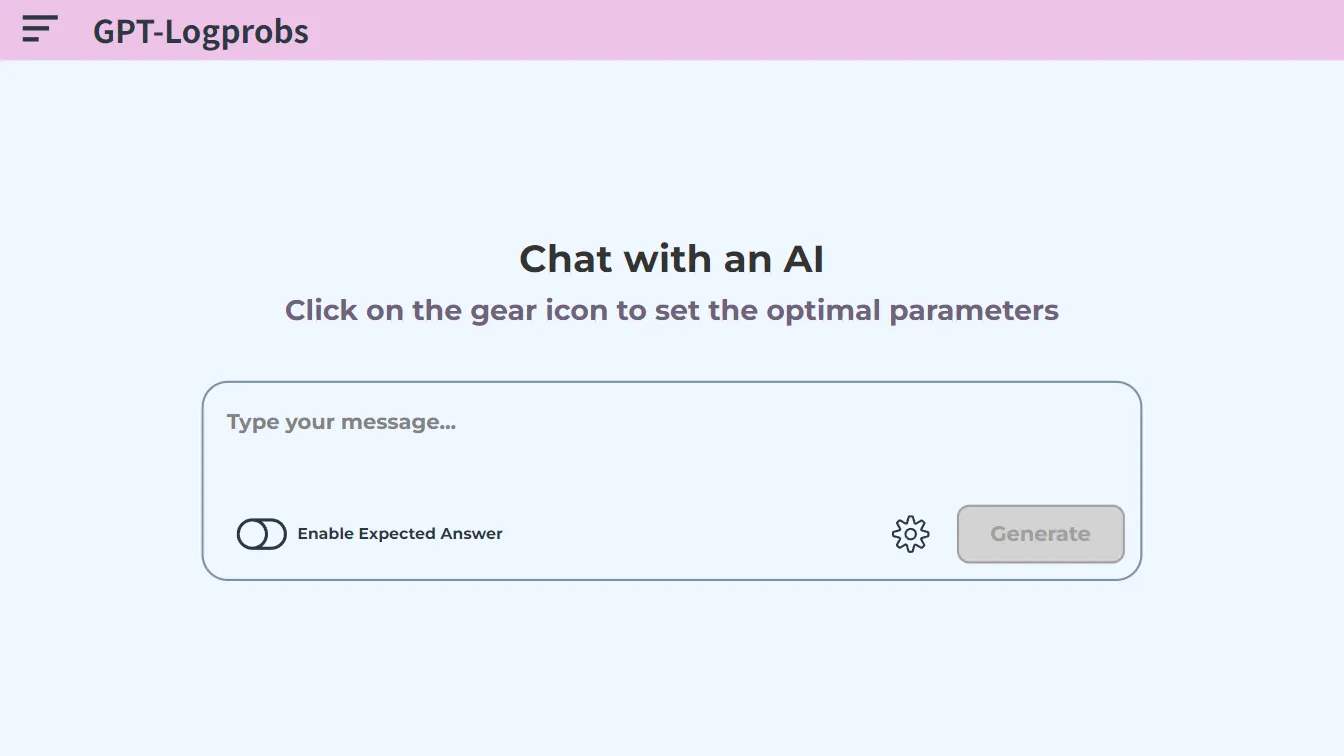 GPT-Logprobs
Chat with an AI
Click on the gear icon to set the optimal parameters
Type your message...
Enable Expected Answer
Generate